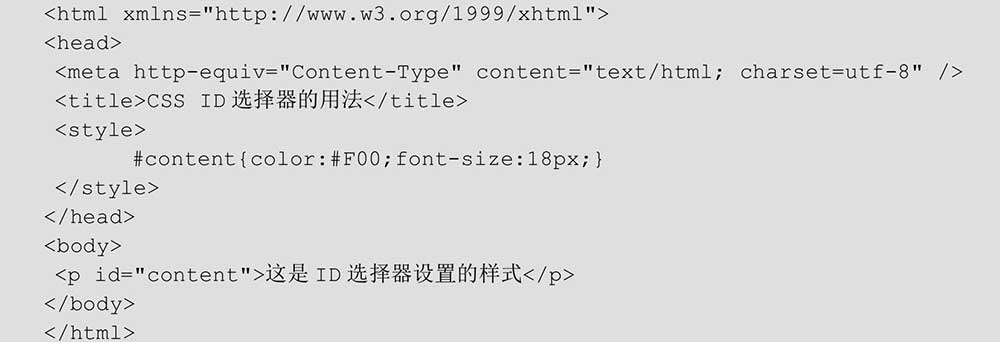 <html xmlns="http://www.w3.org/1999/xhtml">
<head>
<meta http-equiv="Content-Type" content="text/html; charset=utf-8" />
<title>CSS ID 选择器的用法</title>
<style>
#content{color:#F00;font-size:18px;}
</style>
</head>
<body>
<p id="content">这是 ID 选择器设置的样式</p>
</body>
</html>